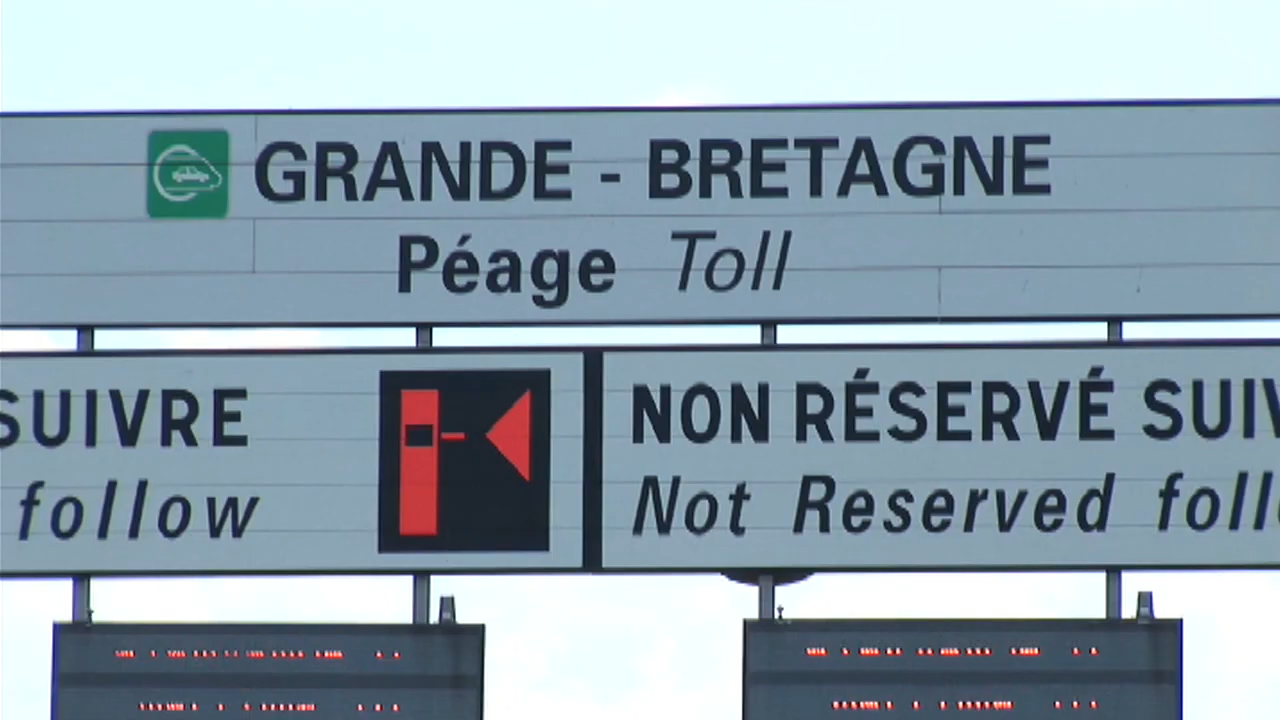 GRANDE - BRETAGNE
Péage Toll
SUIVRE
follow
NON RÉSERVÉ SUIV
Not Reserved foll